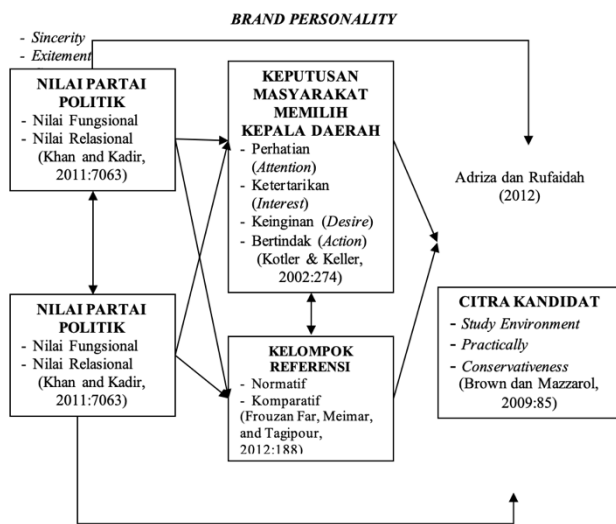 BRAND PERSONALITY
- Sincerity
- Exitement
NILAI PARTAI
POLITIK
- Nilai Fungsional
- Nilai Relasional
(Khan and Kadir,
2011:7063)
KEPUTUSAN
MASYARAKAT
MEMILIH
KEPALA DAERAH
- Perhatian
(Attention)
- Ketertarikan
(Interest)
- Keinginan (Desire)
- Bertindak (Action)
(Kotler & Keller,
2002:274)
Adriza dan Rufaidah
(2012)
NILAI PARTAI
POLITIK
- Nilai Fungsional
- Nilai Relasional
(Khan and Kadir,
2011:7063)
KELOMPOK
REFERENSI
- Normatif
- Komparatif
(Frouzan Far, Meimar,
and Tagipour,
2012:188)
CITRA KANDIDAT
- Study Environment
- Practically
- Conservativeness
(Brown dan Mazzarol,
2009:85)